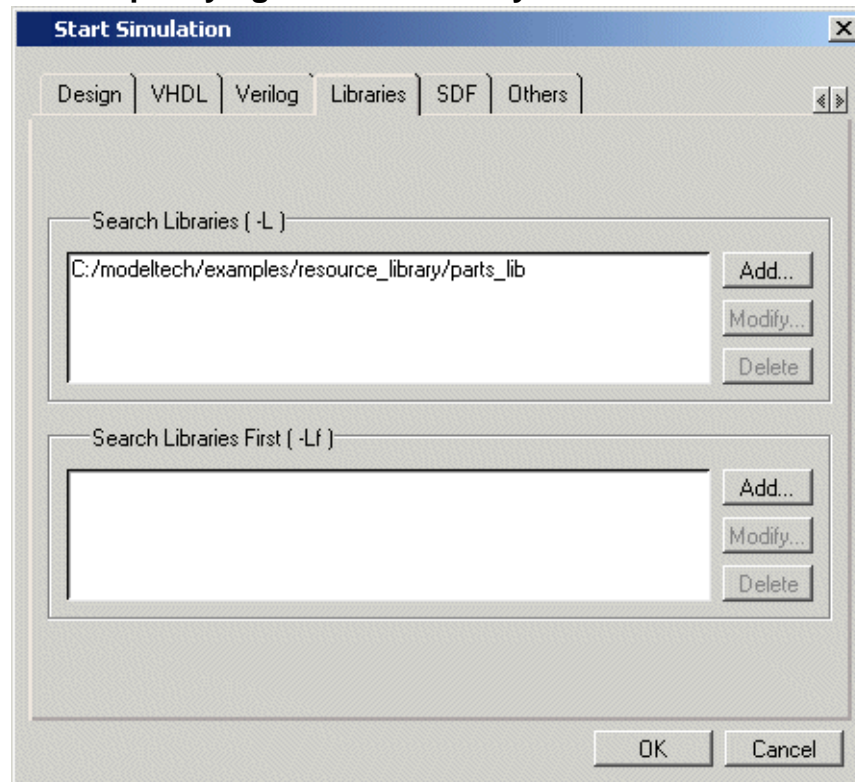 Start Simulation
Design VHDL Verilog Libraries SDF Others
Search Libraries ( -L )
C:/modeltech/examples/resource_library/parts_lib
Add...
Modify...
Delete
Search Libraries First ( -Lf )
Add...
Modify...
Delete
OK Cancel